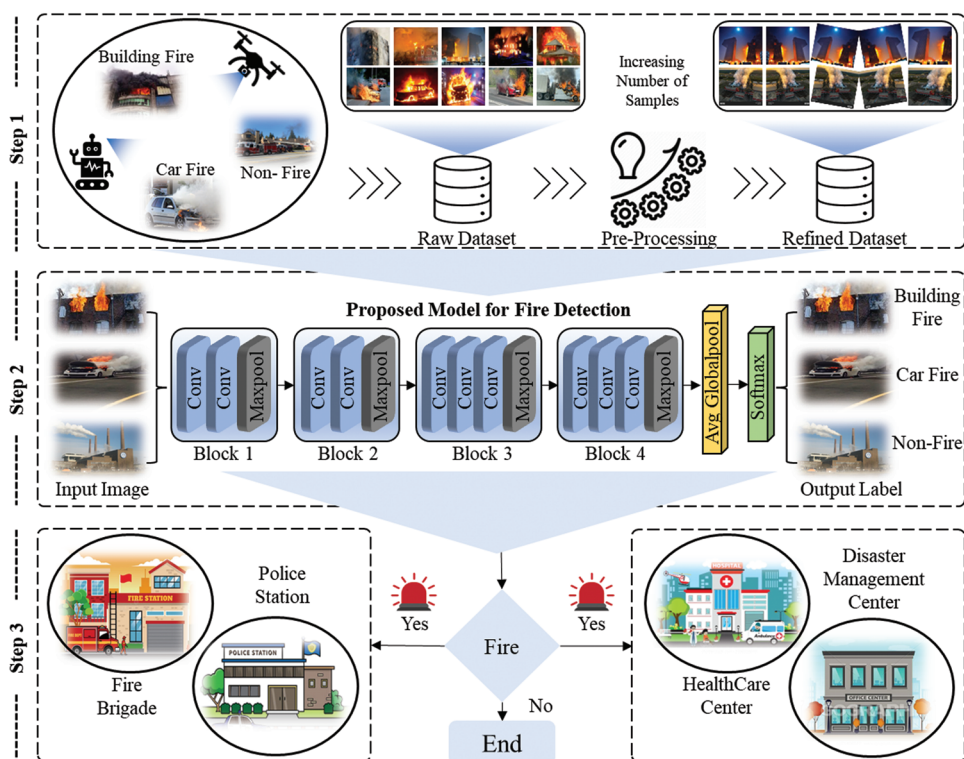 Step 1
Building Fire
Car Fire
Non- Fire
Increasing
Number of
Samples
Raw Dataset
Pre-Processing
Refined Dataset
Step 2
Proposed Model for Fire Detection
Input Image
Conv
Conv
Maxpool
Block 1
Conv
Conv
Maxpool
Block 2
Conv
Conv
Conv
Maxpool
Block 3
Conv
Conv
Conv
Maxpool
Block 4
Avg Globalpool
Softmax
Building
Fire
Car Fire
Non-Fire
Output Label
Step 3
FIRE STATION
Fire
Brigade
Police
Station
POLICE STATION
Yes
Fire
Yes
No
End
HOSPITAL
Ambulance
HealthCare
Center
Disaster
Management
Center
OFFICE CENTER